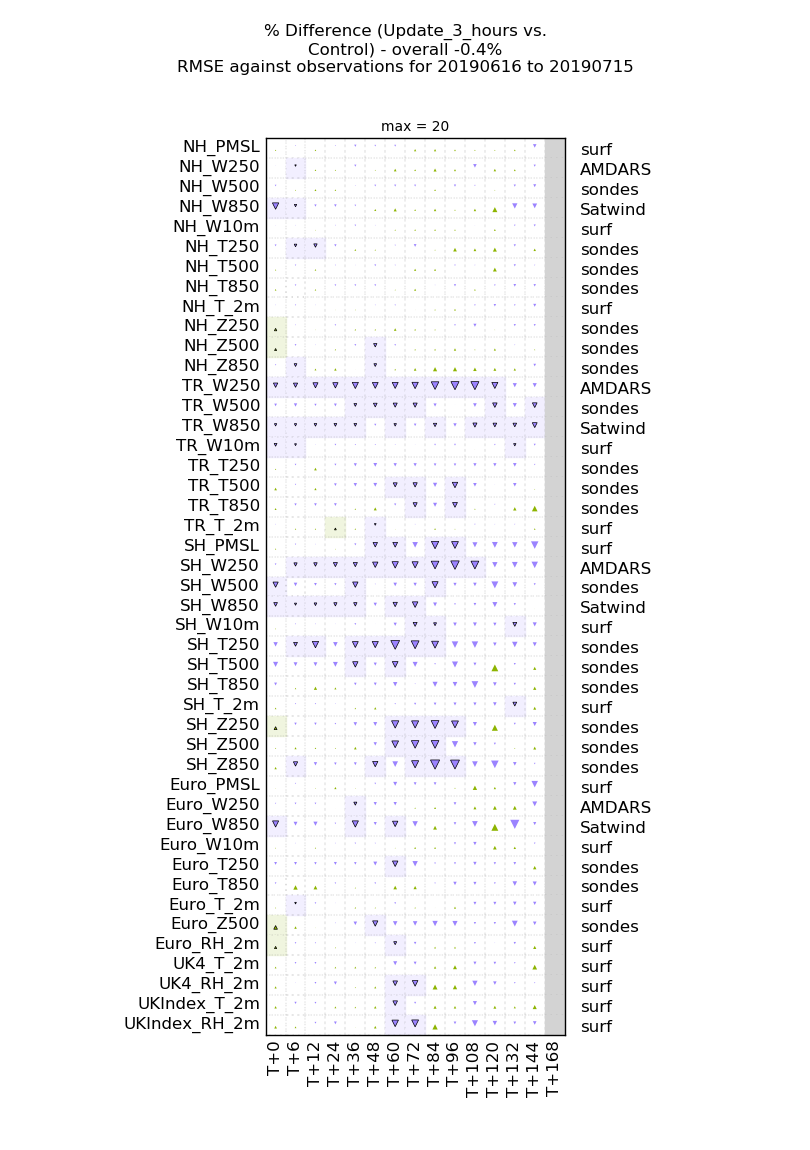 % Difference (Update_3_hours vs.
Control) - overall -0.4%
RMSE against observations for 20190616 to 20190715
max = 20
NH_PMSL surf
NH_W250 AMDARS
NH_W500 sondes
NH_W850 Satwind
NH_W10m surf
NH_T250 sondes
NH_T500 sondes
NH_T850 sondes
NH_T_2m surf
NH_Z250 sondes
NH_Z500 sondes
NH_Z850 sondes
TR_W250 AMDARS
TR_W500 sondes
TR_W850 Satwind
TR_W10m surf
TR_T250 sondes
TR_T500 sondes
TR_T850 sondes
TR_T_2m surf
SH_PMSL surf
SH_W250 AMDARS
SH_W500 sondes
SH_W850 Satwind
SH_W10m surf
SH_T250 sondes
SH_T500 sondes
SH_T850 sondes
SH_T_2m surf
SH_Z250 sondes
SH_Z500 sondes
SH_Z850 sondes
Euro_PMSL surf
Euro_W250 AMDARS
Euro_W850 Satwind
Euro_W10m surf
Euro_T250 sondes
Euro_T850 sondes
Euro_T_2m surf
Euro_Z500 sondes
Euro_RH_2m surf
UK4_T_2m surf
UK4_RH_2m surf
UKIndex_T_2m surf
UKIndex_RH_2m surf
T+0 T+6 T+12 T+24 T+36 T+48 T+60 T+72 T+84 T+96 T+108 T+120 T+132 T+144 T+168